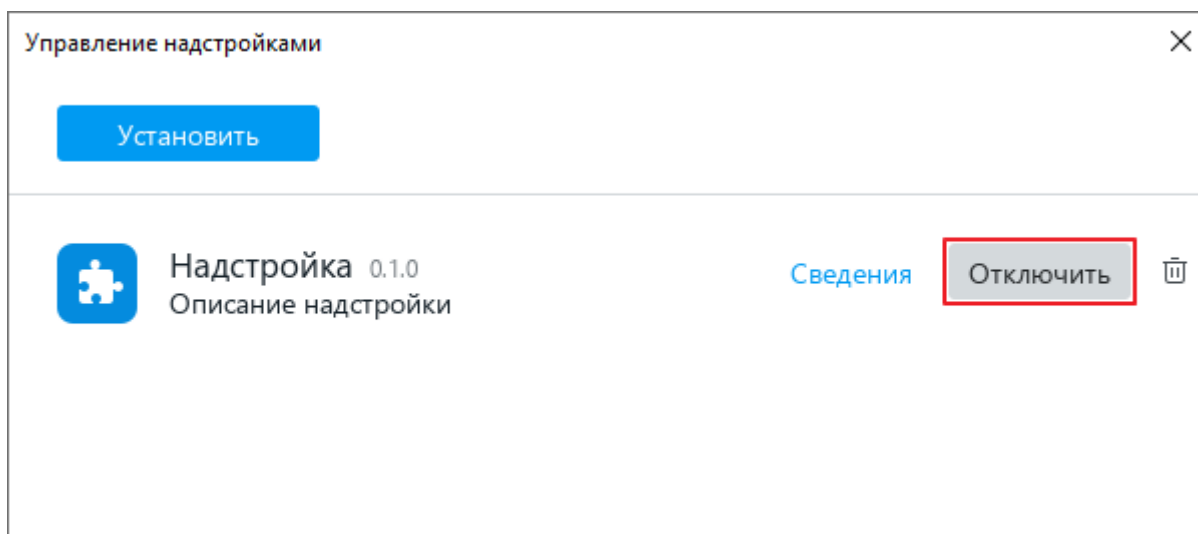 Управление надстройками
Установить
Надстройка 0.1.0
Описание надстройки
Сведения
Отключить